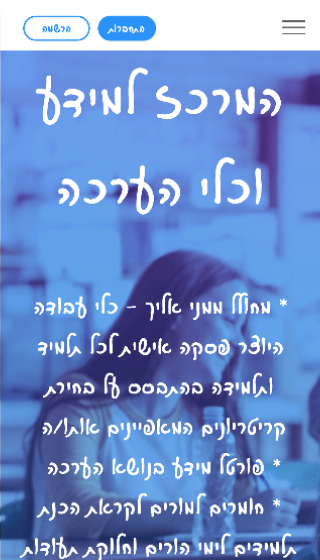 התחברות
הרשמה
המרכז למידע
וכלי הערכה
* מחולל ממני אליך - כלי עבודה
היוצר פסקה אישית לכל תלמיד
ותלמידה בהתבסס על בחירת
קריטריונים המאפיינים אותו/ה
* פורטל מידע בנושא הערכה
* חומרים למורים לקראת הכנת
תלמידים לימי הורים וחלוקת תעודות